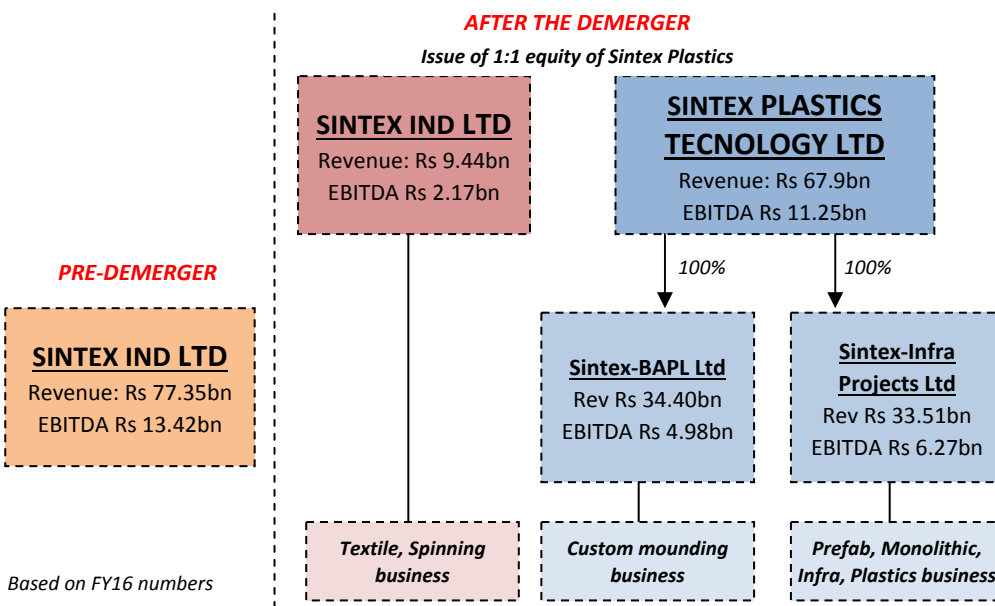 AFTER THE DEMERGER
Issue of 1:1 equity of Sintex Plastics
SINTEX IND LTD
Revenue: Rs 9.44bn
EBITDA Rs 2.17bn
SINTEX PLASTICS
TECNOLOGY LTD
Revenue: Rs 67.9bn
EBITDA Rs 11.25bn
100%
100%
PRE-DEMERGER
SINTEX IND LTD
Revenue: Rs 77.35bn
EBITDA Rs 13.42bn
Sintex-BAPL Ltd
Rev Rs 34.40bn
EBITDA Rs 4.98bn
Sintex-Infra
Projects Ltd
Rev Rs 33.51bn
EBITDA Rs 6.27bn
Textile, Spinning
business
Custom mounding
business
Prefab, Monolithic,
Infra, Plastics business
Based on FY16 numbers